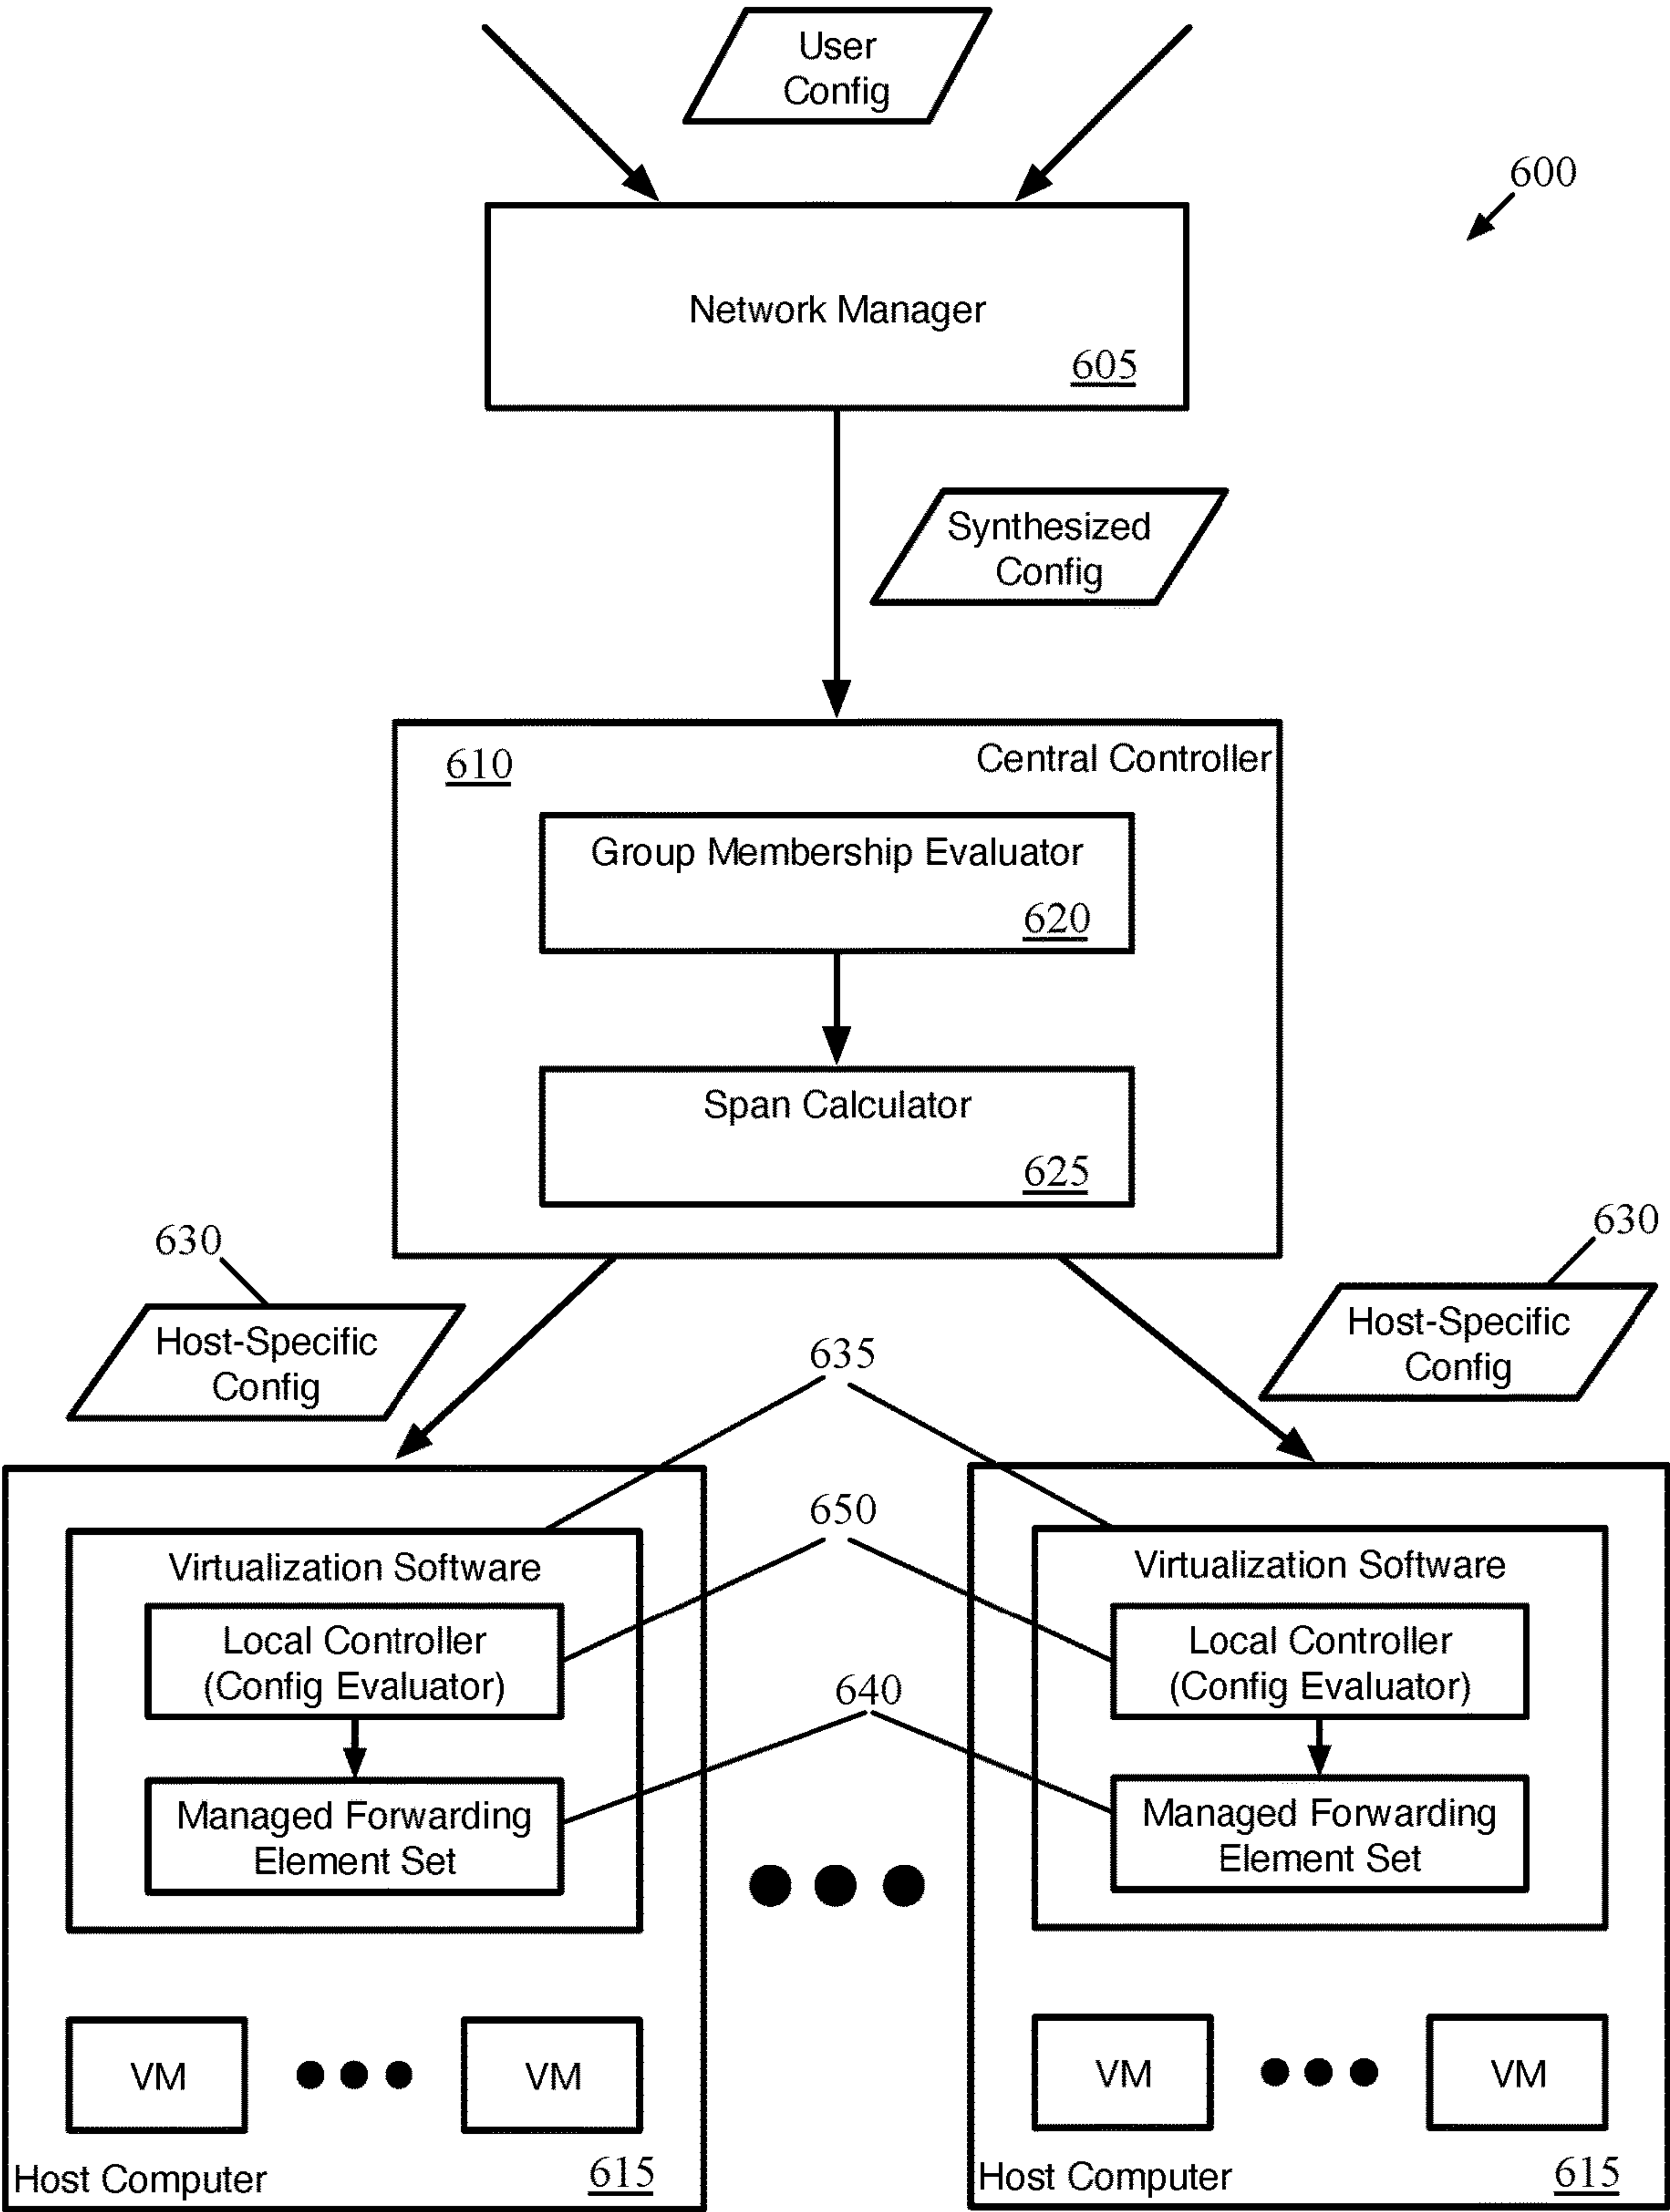 User
Config
600
Network Manager
605
Synthesized
Config
610
Central Controller
Group Membership Evaluator
620
Span Calculator
625
630
Host-Specific
Config
630
Host-Specific
Config
635
650
640
Virtualization Software
Local Controller
(Config Evaluator)
Managed Forwarding
Element Set
VM
VM
Host Computer
615
Virtualization Software
Local Controller
(Config Evaluator)
Managed Forwarding
Element Set
VM
VM
Host Computer
615